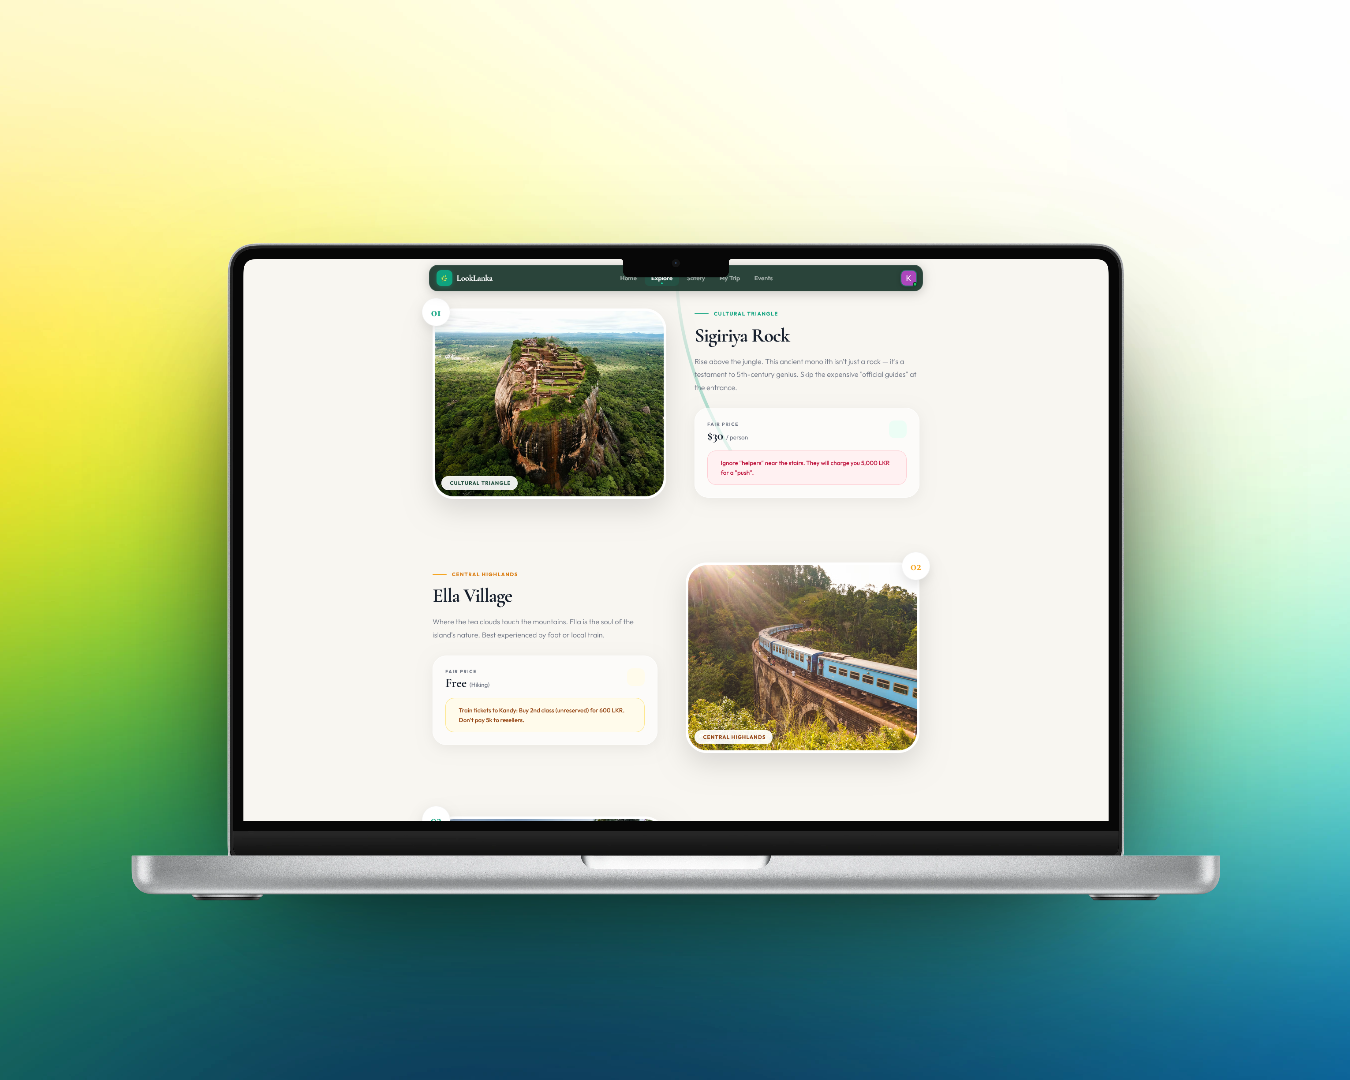 LookLanka
Home
Explore
Safety
My Trip
Events
K
01
CULTURAL TRIANGLE
CULTURAL TRIANGLE
Sigiriya Rock
Rise above the jungle. This ancient monolith isn't just a rock — it's a
testament to 5th-century genius. Skip the expensive "official guides" at
the entrance.
FAIR PRICE
$30 / person
Ignore "helpers" near the stairs. They will charge you 5,000 LKR
for a "push".
CENTRAL HIGHLANDS
Ella Village
Where the tea clouds touch the mountains. Ella is the soul of the
island's nature. Best experienced by foot or local train.
FAIR PRICE
Free (Hiking)
Train tickets to Kandy: Buy 2nd class (unreserved) for 600 LKR.
Don't pay 5k to resellers.
02
CENTRAL HIGHLANDS